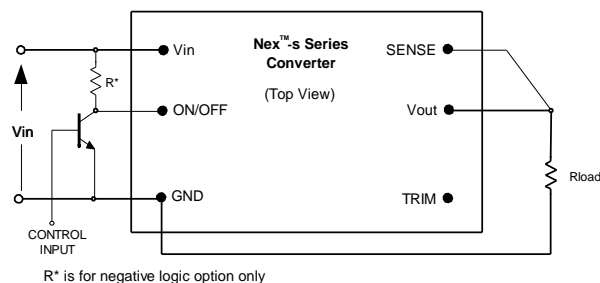 Nex™-s Series
Converter
(Top View)
Vin
ON/OFF
GND
SENSE
Vout
TRIM
R*
Vin
Rload
CONTROL
INPUT
R* is for negative logic option only